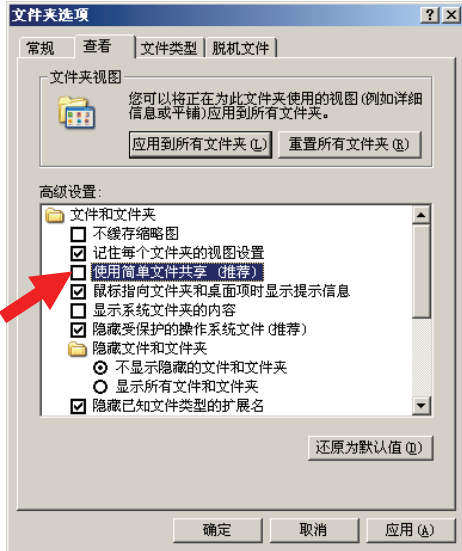 文件夹选项
常规 查看 文件类型 脱机文件
文件夹视图
您可以将正在为此文件夹使用的视图(例如详细
信息或平铺)应用到所有文件夹。
应用到所有文件夹(L) 重置所有文件夹(R)
高级设置:
文件和文件夹
不缓存缩略图
记住每个文件夹的视图设置
使用简单文件共享 (推荐)
鼠标指向文件夹和桌面项时显示提示信息
显示系统文件夹的内容
隐藏受保护的操作系统文件(推荐)
隐藏文件和文件夹
不显示隐藏的文件和文件夹
显示所有文件和文件夹
隐藏已知文件类型的扩展名
还原为默认值(D)
确定 取消 应用(A)